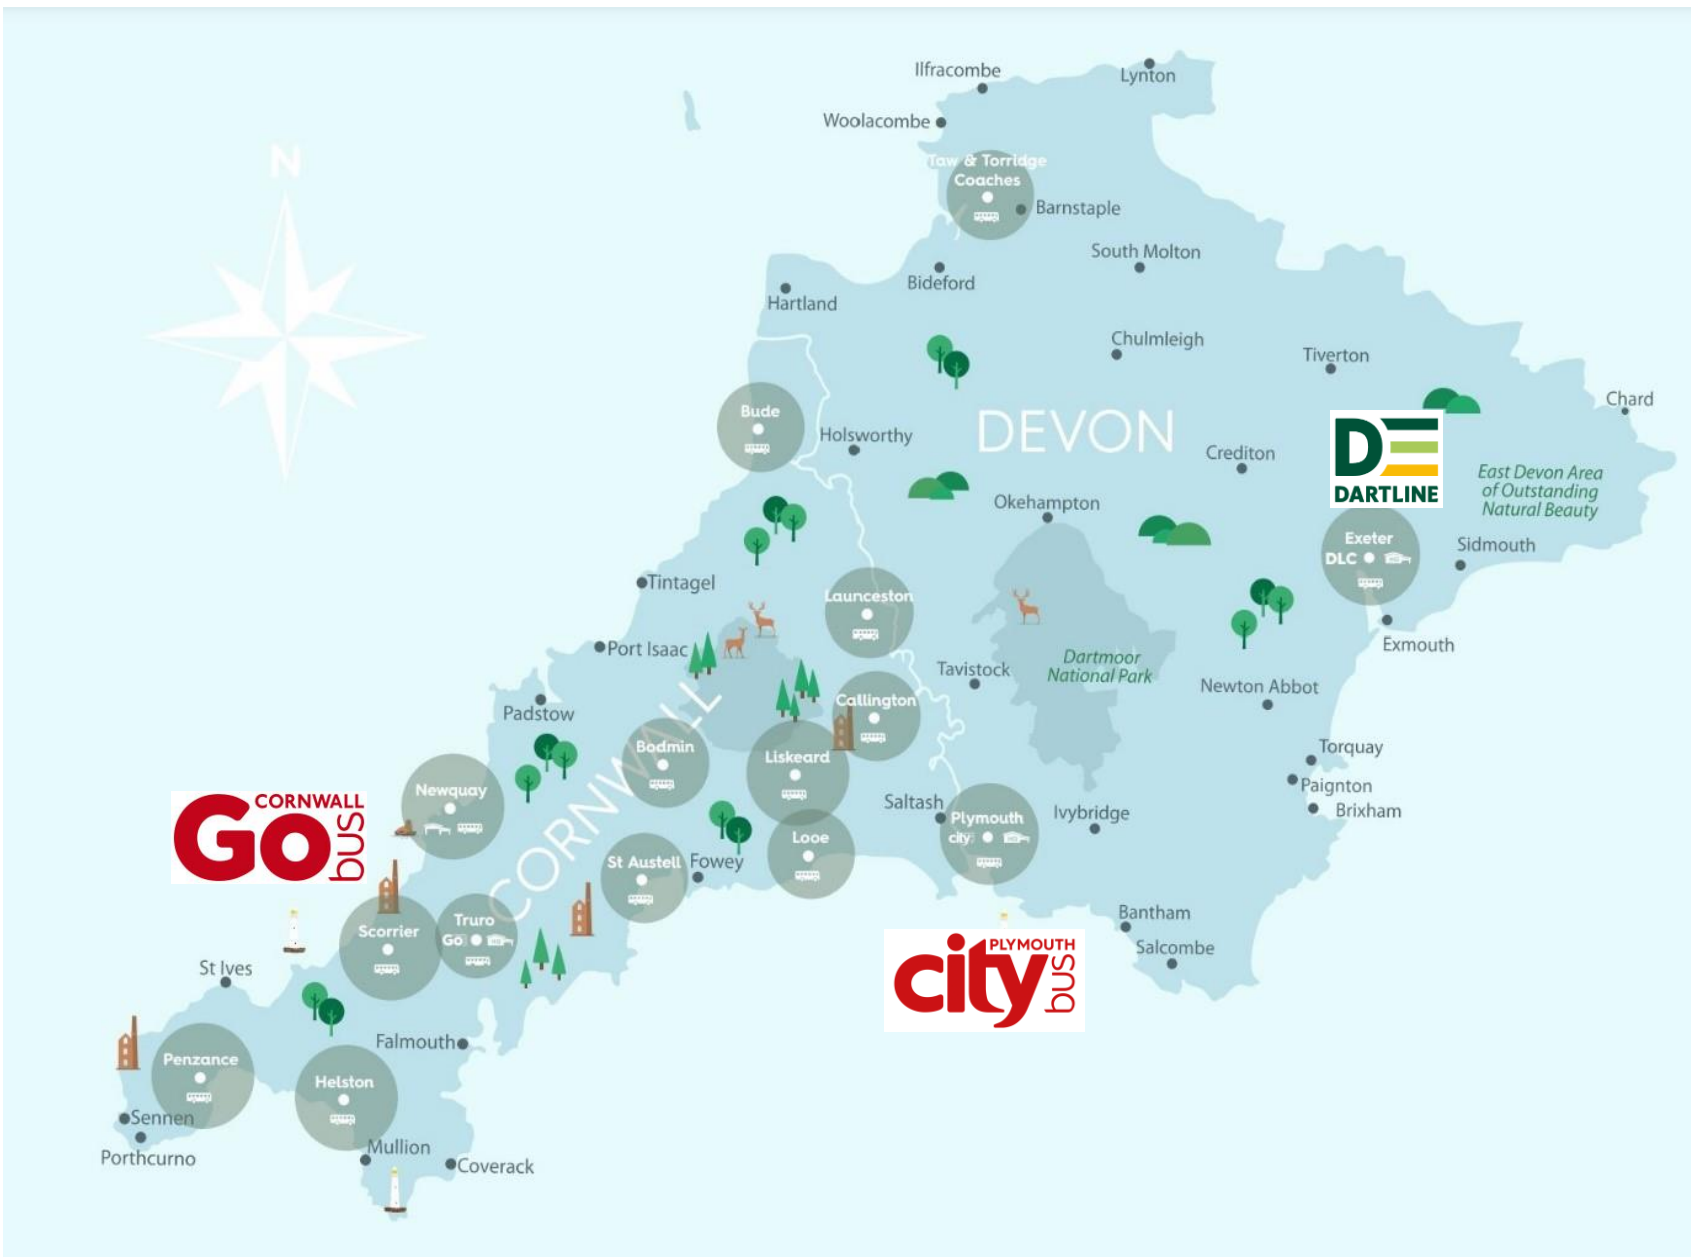 Ilfracombe
Lynton
Woolacombe
N
Taw & Torridge
Coaches
Barnstaple
South Molton
Bideford
Hartland
Chulmleigh
Tiverton
Chard
Bude
DEVON
Holsworthy
Crediton
DE
DARTLINE
East Devon Area
of Outstanding
Natural Beauty
Okehampton
Exeter
DLC
Sidmouth
Tintagel
Launceston
Exmouth
Port Isaac
Dartmoor
National Park
Tavistock
Newton Abbot
Callington
Padstow
CORNWALL
Bodmin
Liskeard
Torquay
Paignton
Brixham
Newquay
GO CORNWALL bus
Saltash
Plymouth
city
Ivybridge
Looe
St Austell
Fowey
Truro
Go
Scorrier
Bantham
Salcombe
city PLYMOUTH bus
St Ives
Falmouth
Penzance
Helston
Sennen
Mullion
Porthcurno
Coverack